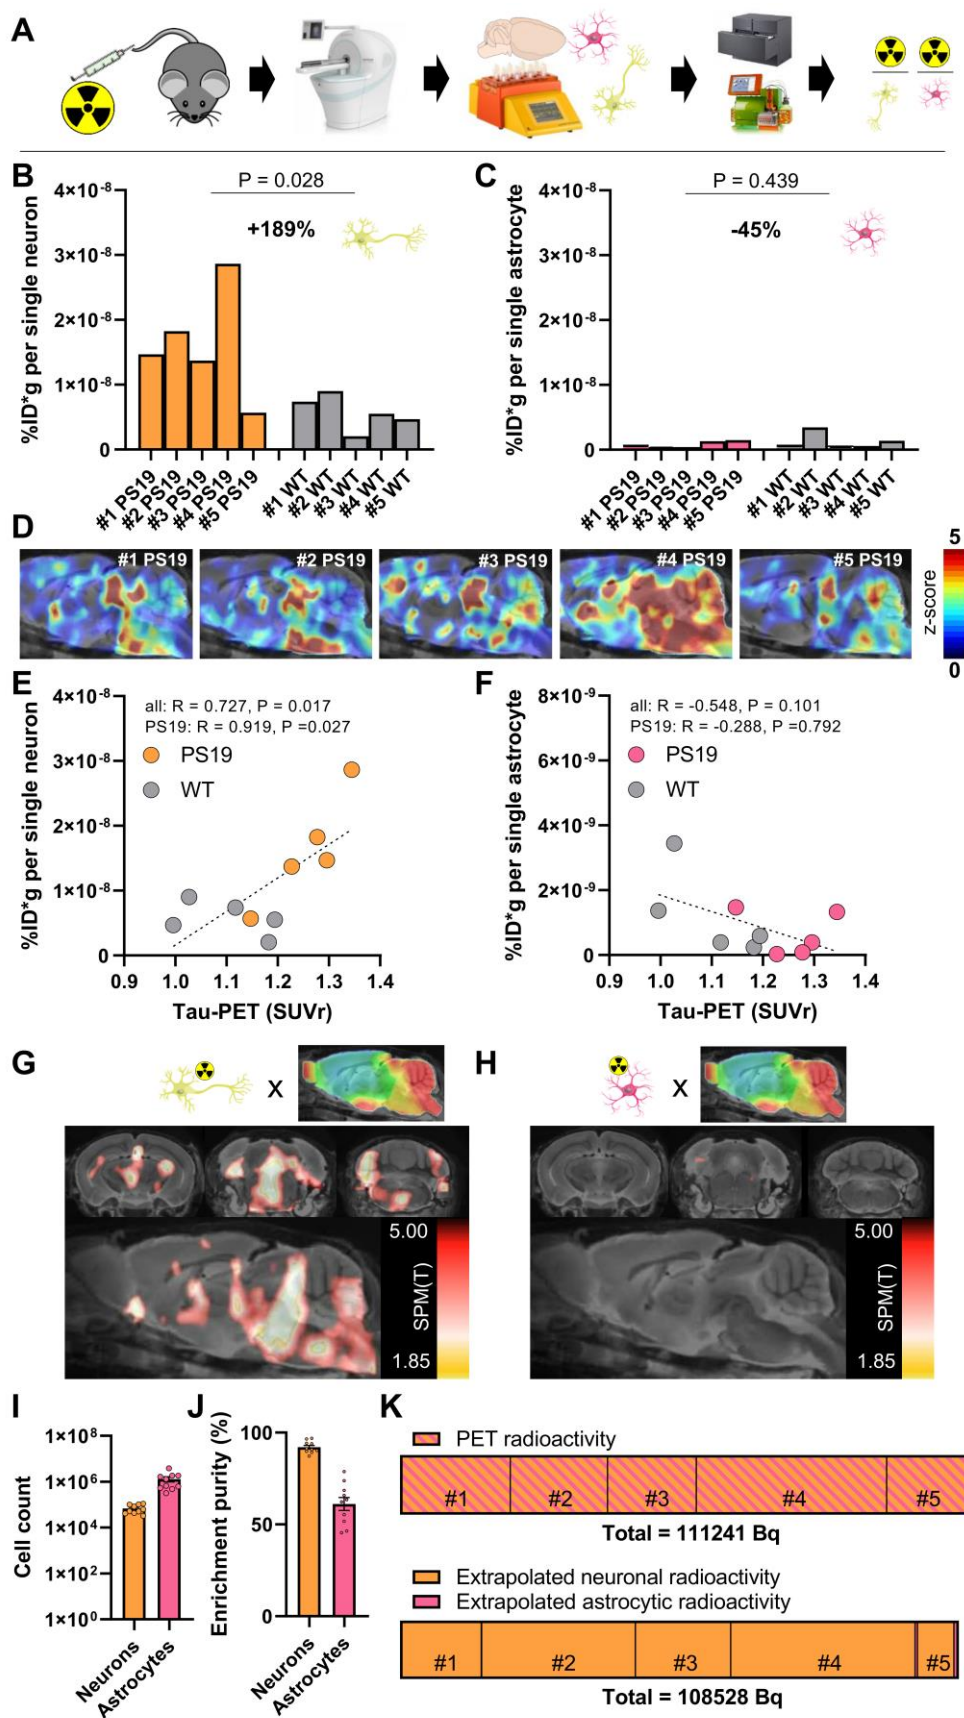 A
B
P = 0.028
+189%
%ID*g per single neuron
4×10⁻⁸
3×10⁻⁸
2×10⁻⁸
1×10⁻⁸
0
#1 PS19
#2 PS19
#3 PS19
#4 PS19
#5 PS19
#1 WT
#2 WT
#3 WT
#4 WT
#5 WT
C
P = 0.439
-45%
%ID*g per single astrocyte
4×10⁻⁸
3×10⁻⁸
2×10⁻⁸
1×10⁻⁸
0
#1 PS19
#2 PS19
#3 PS19
#4 PS19
#5 PS19
#1 WT
#2 WT
#3 WT
#4 WT
#5 WT
D
#1 PS19
#2 PS19
#3 PS19
#4 PS19
#5 PS19
5
z-score
0
E
all: R = 0.727, P = 0.017
PS19: R = 0.919, P =0.027
PS19
WT
%ID*g per single neuron
4×10⁻⁸
3×10⁻⁸
2×10⁻⁸
1×10⁻⁸
0
0.9 1.0 1.1 1.2 1.3 1.4
Tau-PET (SUVr)
F
all: R = -0.548, P = 0.101
PS19: R = -0.288, P =0.792
PS19
WT
%ID*g per single astrocyte
8×10⁻⁹
6×10⁻⁹
4×10⁻⁹
2×10⁻⁹
0
0.9 1.0 1.1 1.2 1.3 1.4
Tau-PET (SUVr)
G
X
5.00
SPM(T)
1.85
H
X
5.00
SPM(T)
1.85
I
Cell count
1×10⁸
1×10⁶
1×10⁴
1×10²
1×10⁰
Neurons
Astrocytes
J
Enrichment purity (%)
100
50
0
Neurons
Astrocytes
K
PET radioactivity
#1 #2 #3 #4 #5
Total = 111241 Bq
Extrapolated neuronal radioactivity
Extrapolated astrocytic radioactivity
#1 #2 #3 #4 #5
Total = 108528 Bq